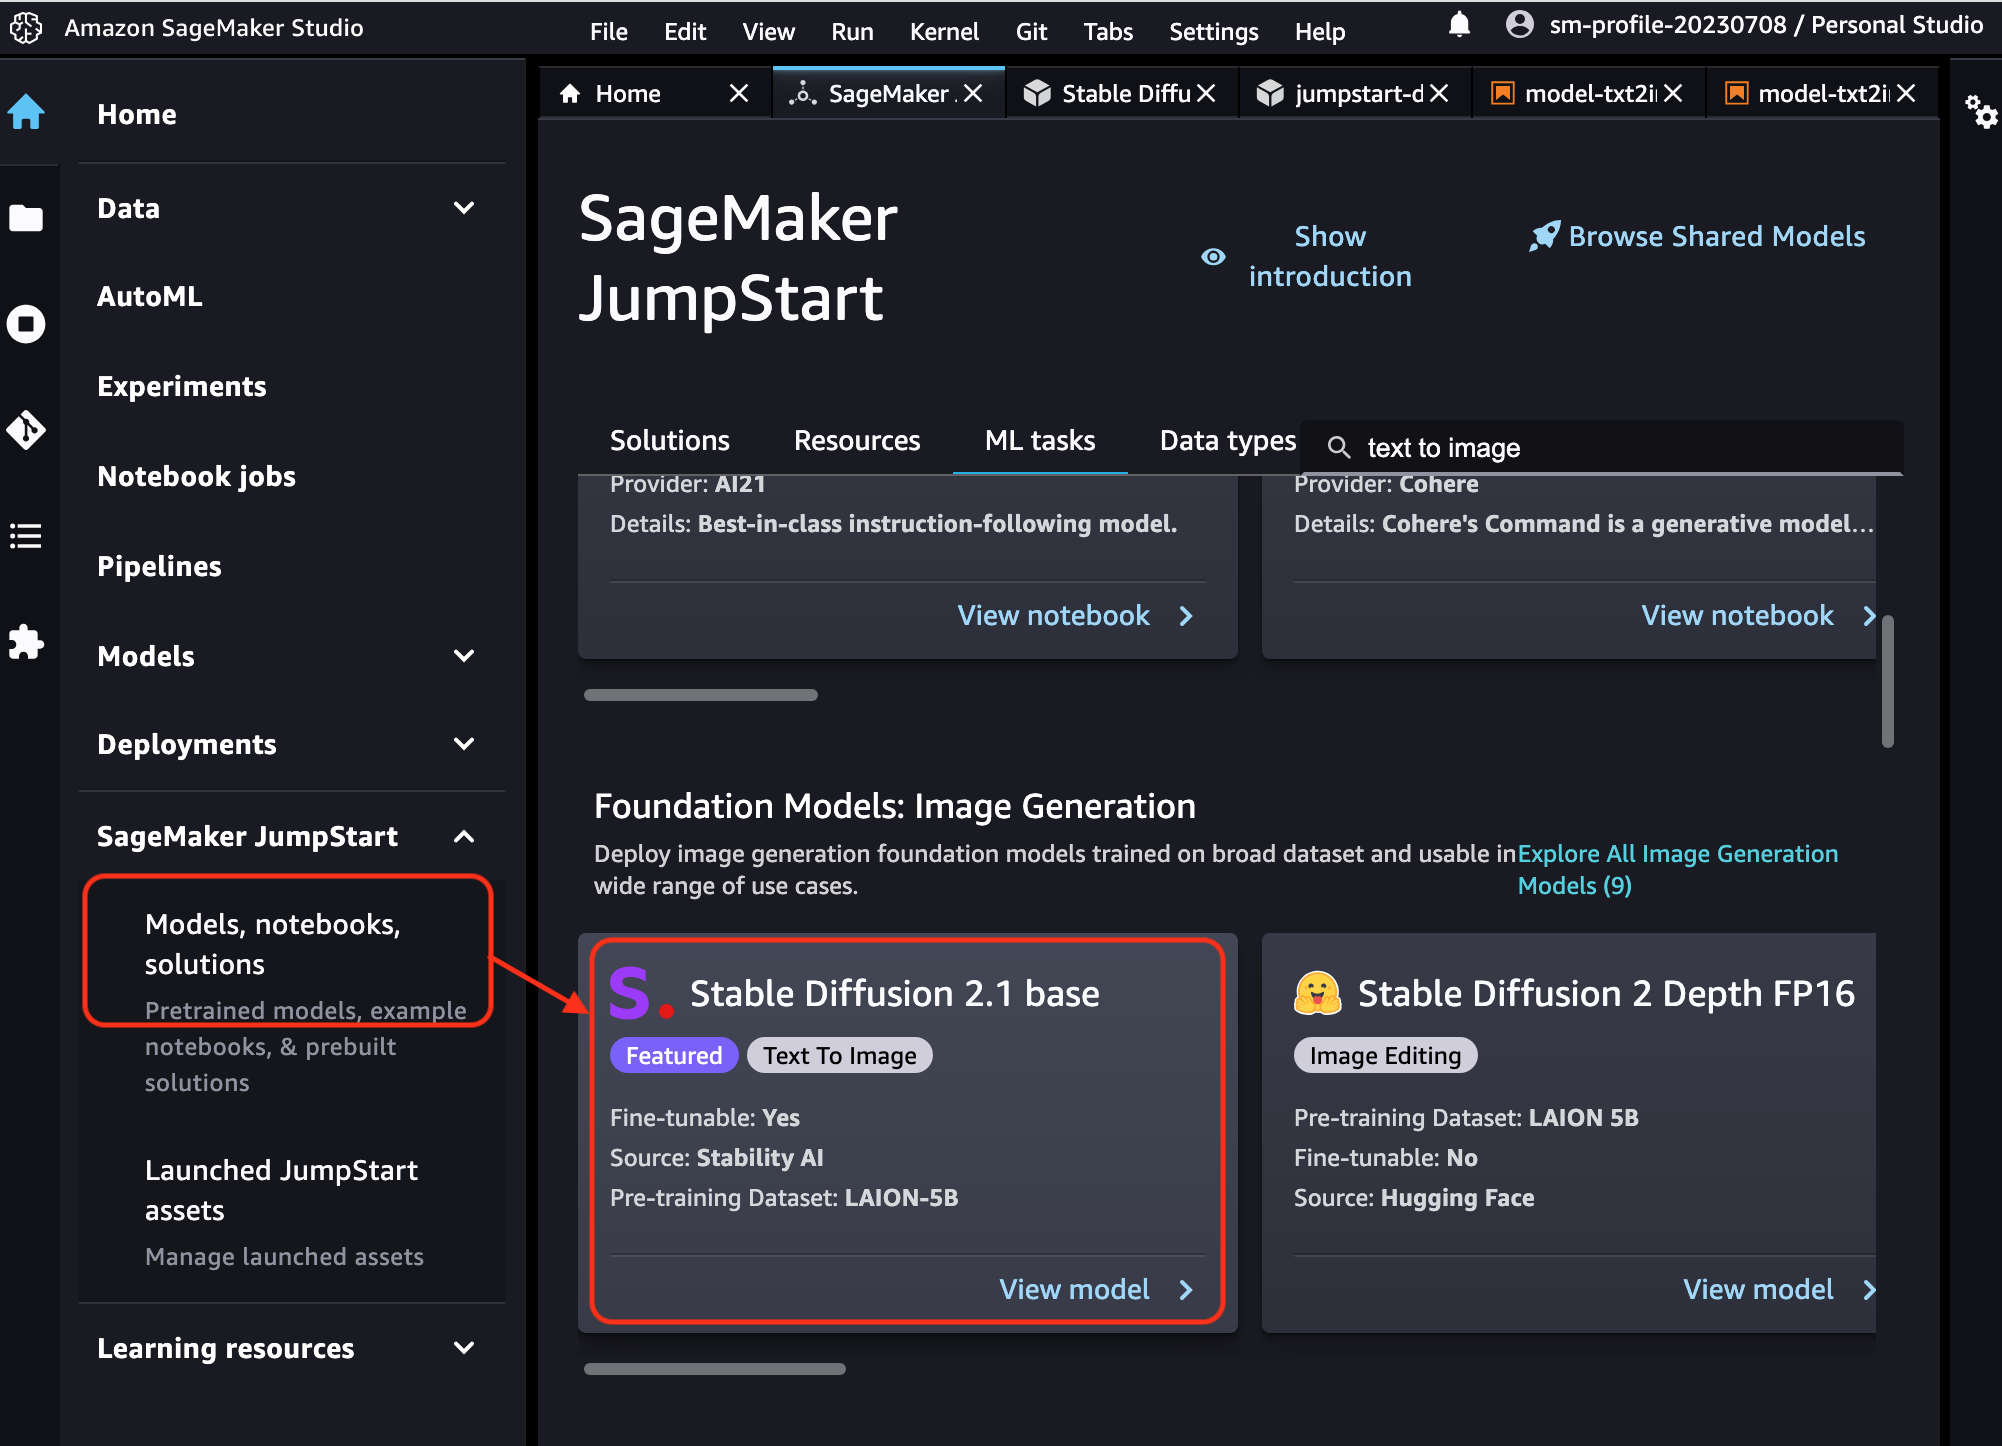 Amazon SageMaker Studio
File Edit View Run Kernel Git Tabs Settings Help
sm-profile-20230708 / Personal Studio
Home
Data
AutoML
Experiments
Notebook jobs
Pipelines
Models
Deployments
SageMaker JumpStart
Models, notebooks,
solutions
Pretrained models, example
notebooks, & prebuilt
solutions
Launched JumpStart
assets
Manage launched assets
Learning resources
Home SageMaker . Stable Diffu jumpstart-d model-txt2i model-txt2i
SageMaker
JumpStart
Show
introduction
Browse Shared Models
Solutions Resources ML tasks Data types text to image
Provider: AI21
Details: Best-in-class instruction-following model.
View notebook
Provider: Cohere
Details: Cohere's Command is a generative model...
View notebook
Foundation Models: Image Generation
Deploy image generation foundation models trained on broad dataset and usable in
wide range of use cases.
Explore All Image Generation
Models (9)
S. Stable Diffusion 2.1 base
Featured Text To Image
Fine-tunable: Yes
Source: Stability AI
Pre-training Dataset: LAION-5B
View model
Stable Diffusion 2 Depth FP16
Image Editing
Pre-training Dataset: LAION 5B
Fine-tunable: No
Source: Hugging Face
View model